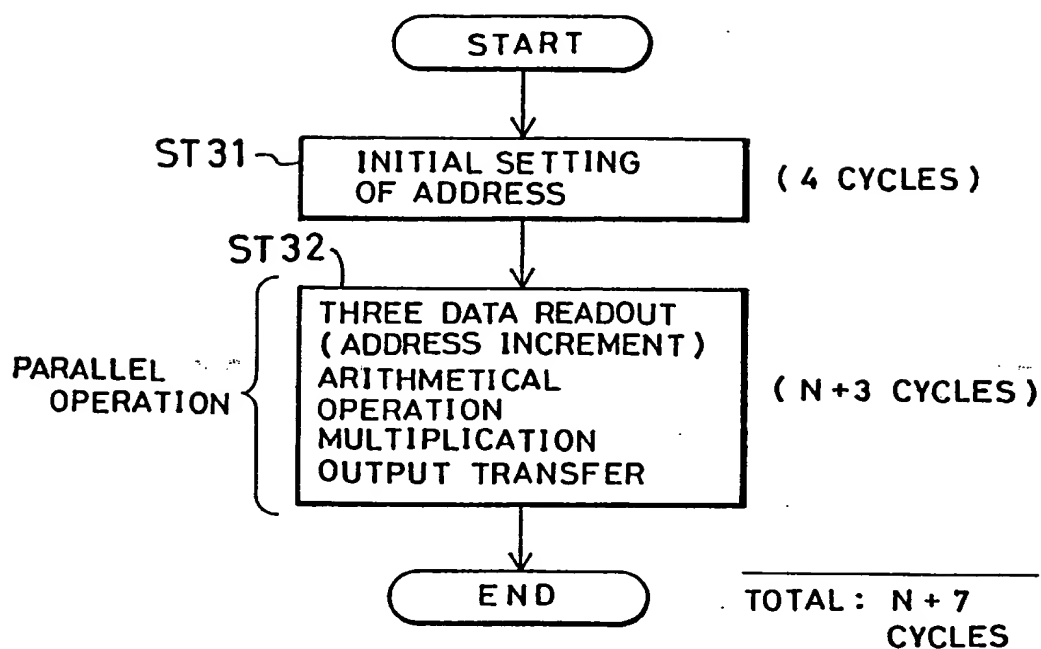 START
ST31
INITIAL SETTING
OF ADDRESS
( 4 CYCLES )
ST32
THREE DATA READOUT
( ADDRESS INCREMENT )
ARITHMETICAL
OPERATION
MULTIPLICATION
OUTPUT TRANSFER
PARALLEL
OPERATION
( N+3 CYCLES )
END
TOTAL: N + 7
CYCLES